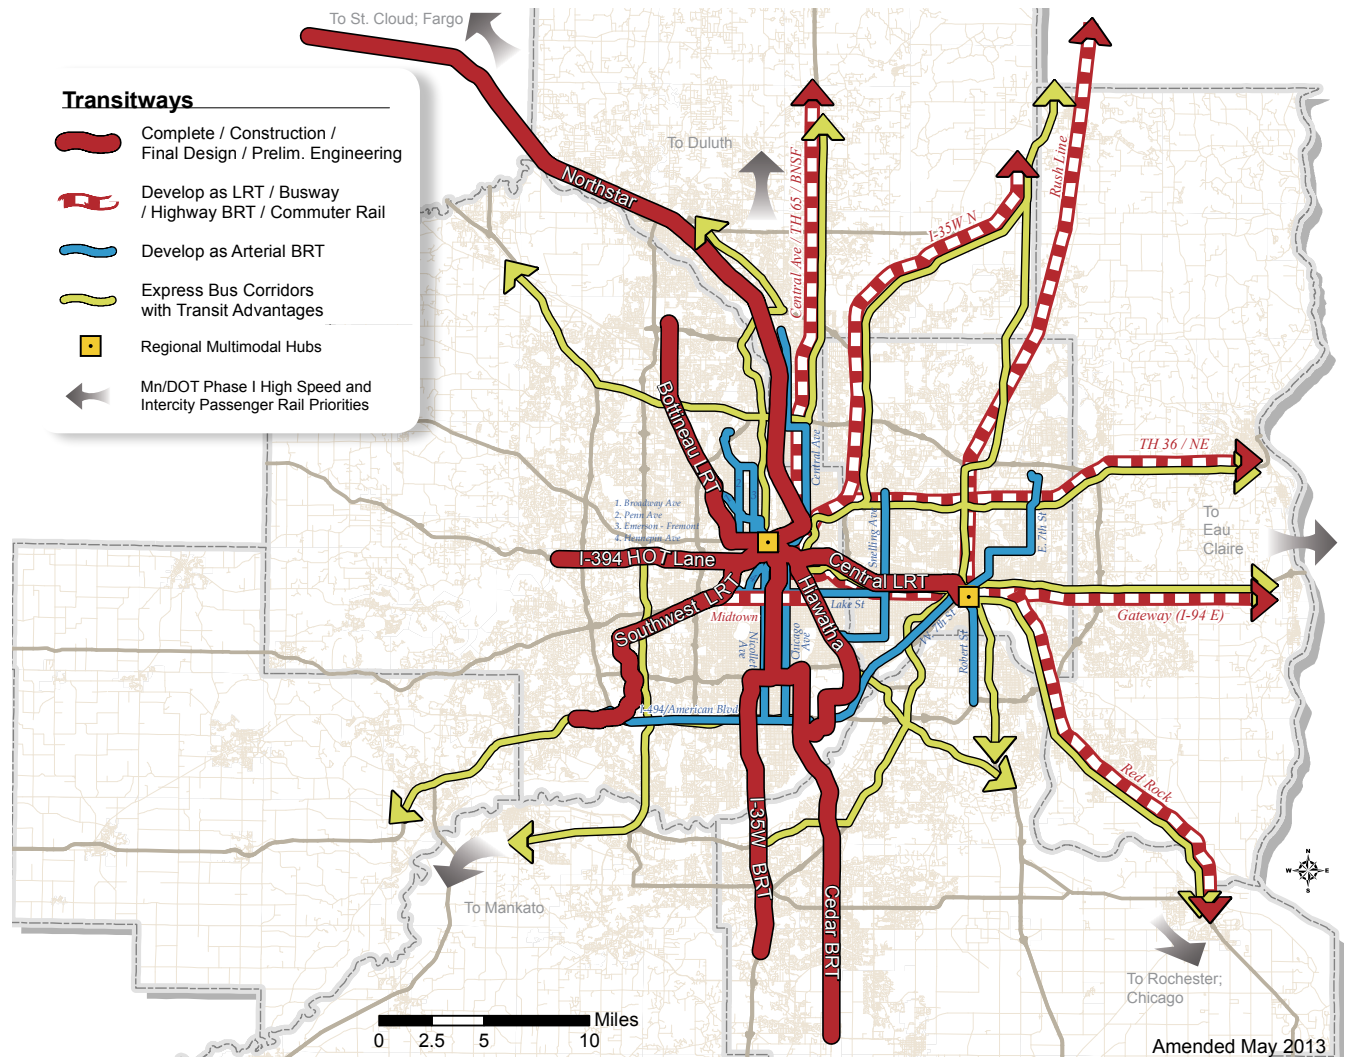 To St. Cloud; Fargo
Transitways
Complete / Construction /
Final Design / Prelim. Engineering
Develop as LRT / Busway
/ Highway BRT / Commuter Rail
Develop as Arterial BRT
Express Bus Corridors
with Transit Advantages
Regional Multimodal Hubs
Mn/DOT Phase I High Speed and
Intercity Passenger Rail Priorities
To Duluth
Northstar
Central Ave / TH 65 / BNSF
I-35W N
Rush Line
Bottineau LRT
Central Ave
TH 36 / NE
1. Broadway Ave
2. Penn Ave
3. Emerson - Fremont
4. Hennepin Ave
Snelling Ave
E. 7th St
To
Eau
Claire
I-394 HOT Lane
Central LRT
Southwest LRT
Hiawatha
Lake St
Midtown
Gateway (I-94 E)
Nicollet
Ave
Chicago
Ave
W. 7th St
Robert St
I-494/American Blvd
I-35W BRT
Cedar BRT
Red Rock
To Mankato
To Rochester;
Chicago
N
W
E
S
Miles
0
2.5
5
10
Amended May 2013